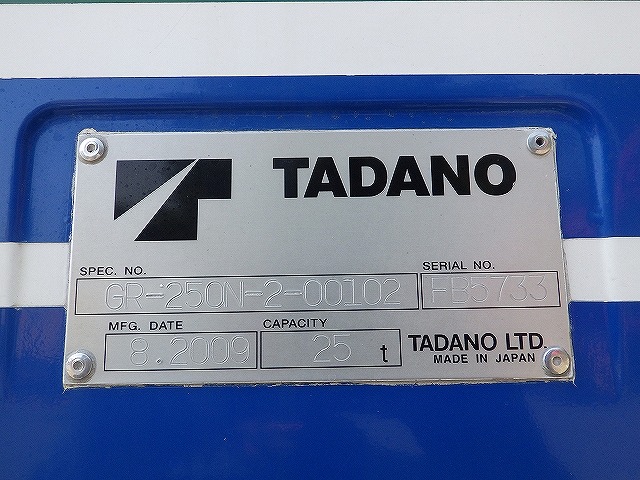 TADANO
SPEC. NO. SERIAL NO.
GR-250N-2-00102 FB5733
MFG. DATE CAPACITY
8.2009 25 t TADANO LTD.
MADE IN JAPAN